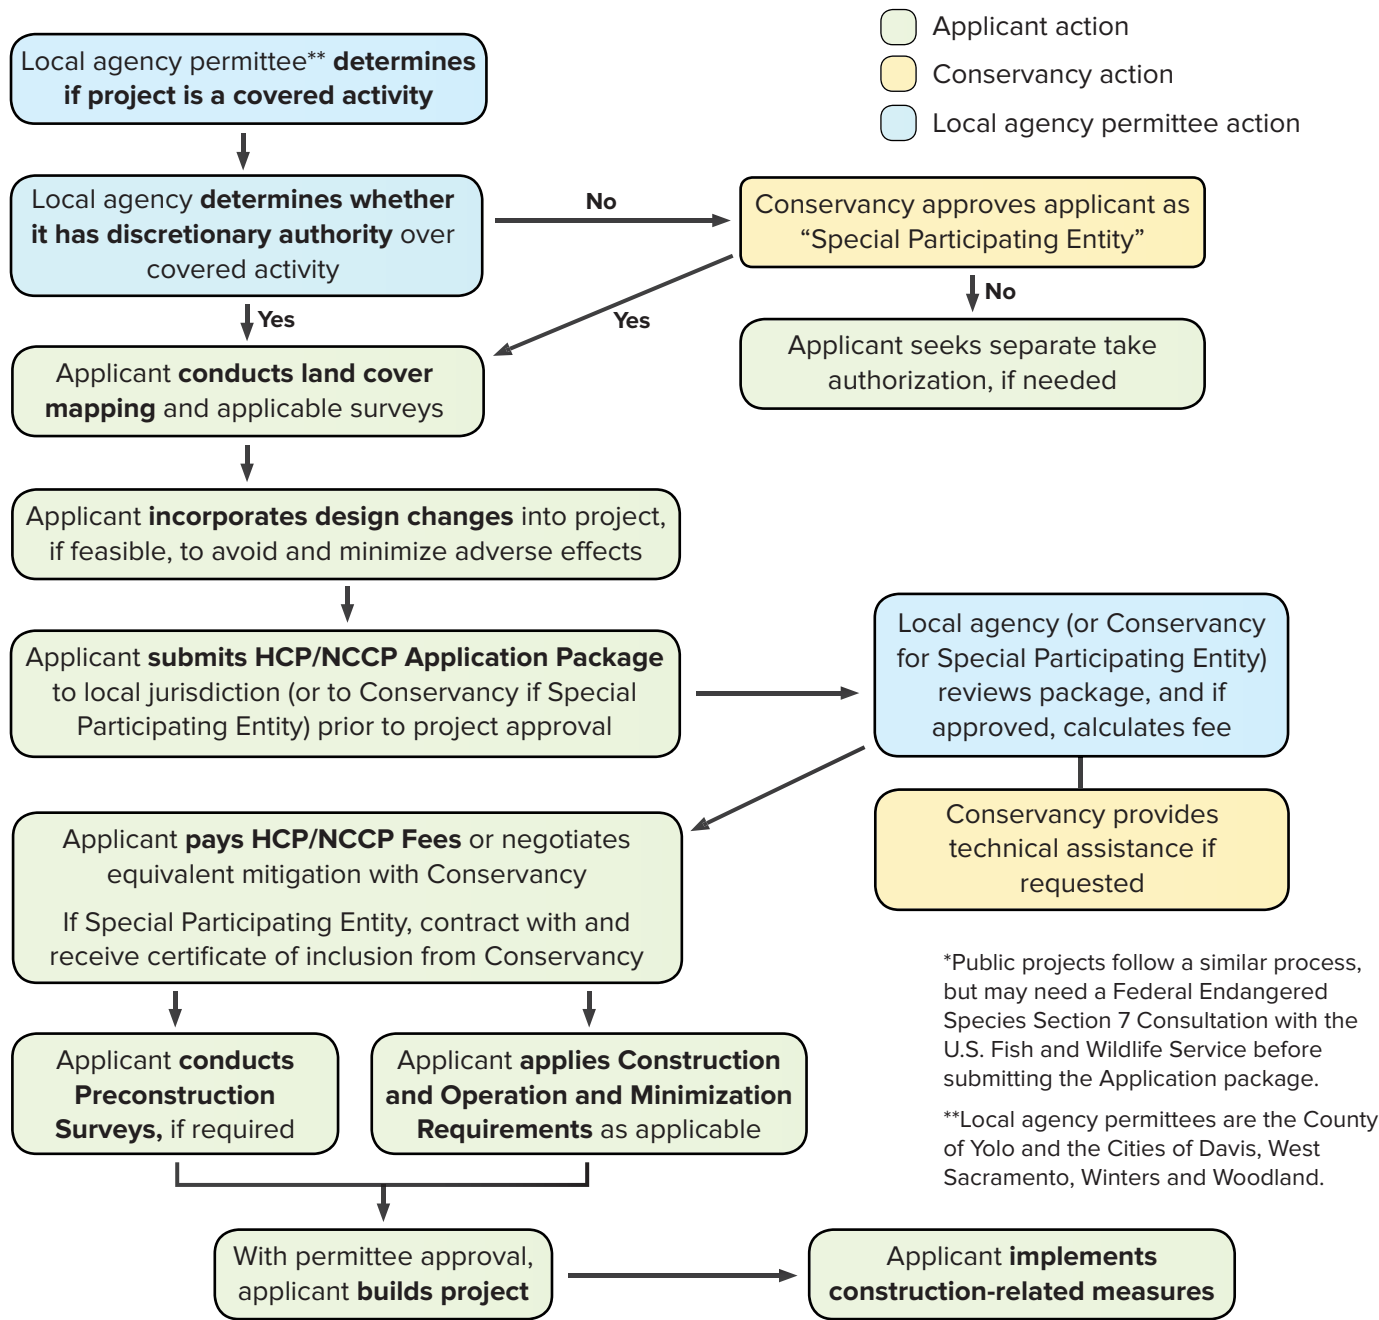 Applicant action
Conservancy action
Local agency permittee action
Local agency permittee** determines
if project is a covered activity
Local agency determines whether
it has discretionary authority over
covered activity
No
Conservancy approves applicant as
“Special Participating Entity”
Yes
Yes
No
Applicant seeks separate take
authorization, if needed
Applicant conducts land cover
mapping and applicable surveys
Applicant incorporates design changes into project,
if feasible, to avoid and minimize adverse effects
Applicant submits HCP/NCCP Application Package
to local jurisdiction (or to Conservancy if Special
Participating Entity) prior to project approval
Local agency (or Conservancy
for Special Participating Entity)
reviews package, and if
approved, calculates fee
Conservancy provides
technical assistance if
requested
Applicant pays HCP/NCCP Fees or negotiates
equivalent mitigation with Conservancy
If Special Participating Entity, contract with and
receive certificate of inclusion from Conservancy
Applicant conducts
Preconstruction
Surveys, if required
Applicant applies Construction
and Operation and Minimization
Requirements as applicable
*Public projects follow a similar process,
but may need a Federal Endangered
Species Section 7 Consultation with the
U.S. Fish and Wildlife Service before
submitting the Application package.
**Local agency permittees are the County
of Yolo and the Cities of Davis, West
Sacramento, Winters and Woodland.
With permittee approval,
applicant builds project
Applicant implements
construction-related measures